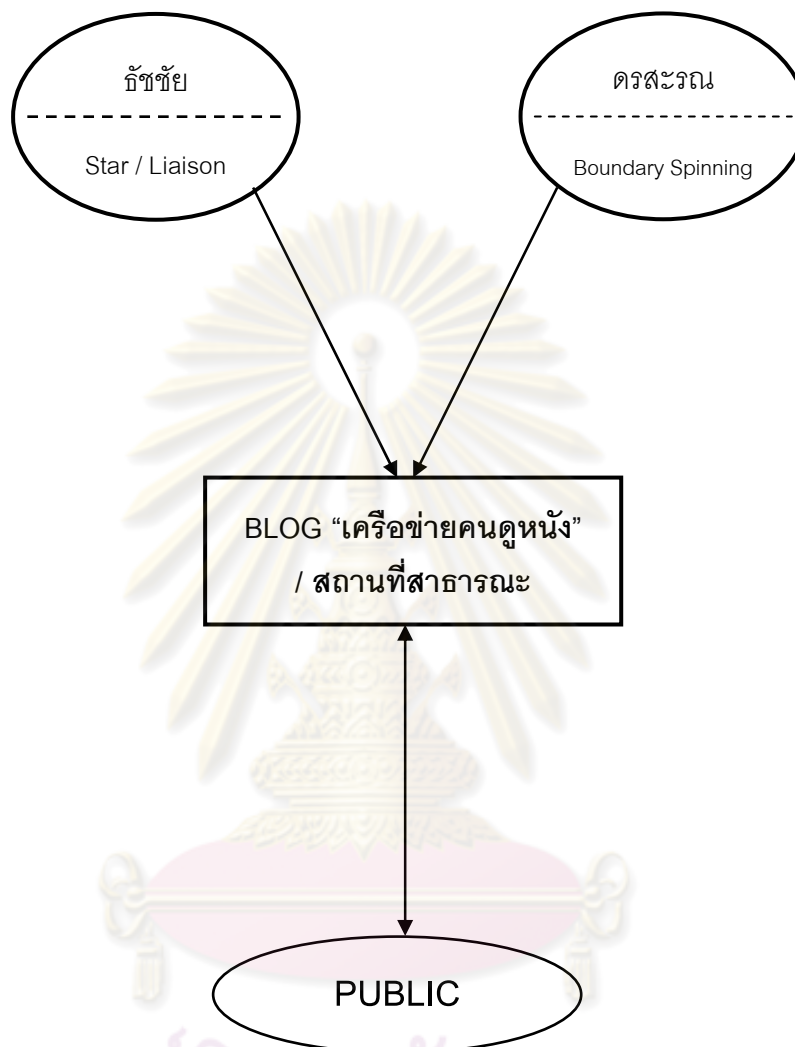 ธัชชัย
Star / Liaison
ดรสะรณ
Boundary Spinning
BLOG “เครือข่ายคนดูหนัง”
/ สถานที่สาธารณะ
PUBLIC